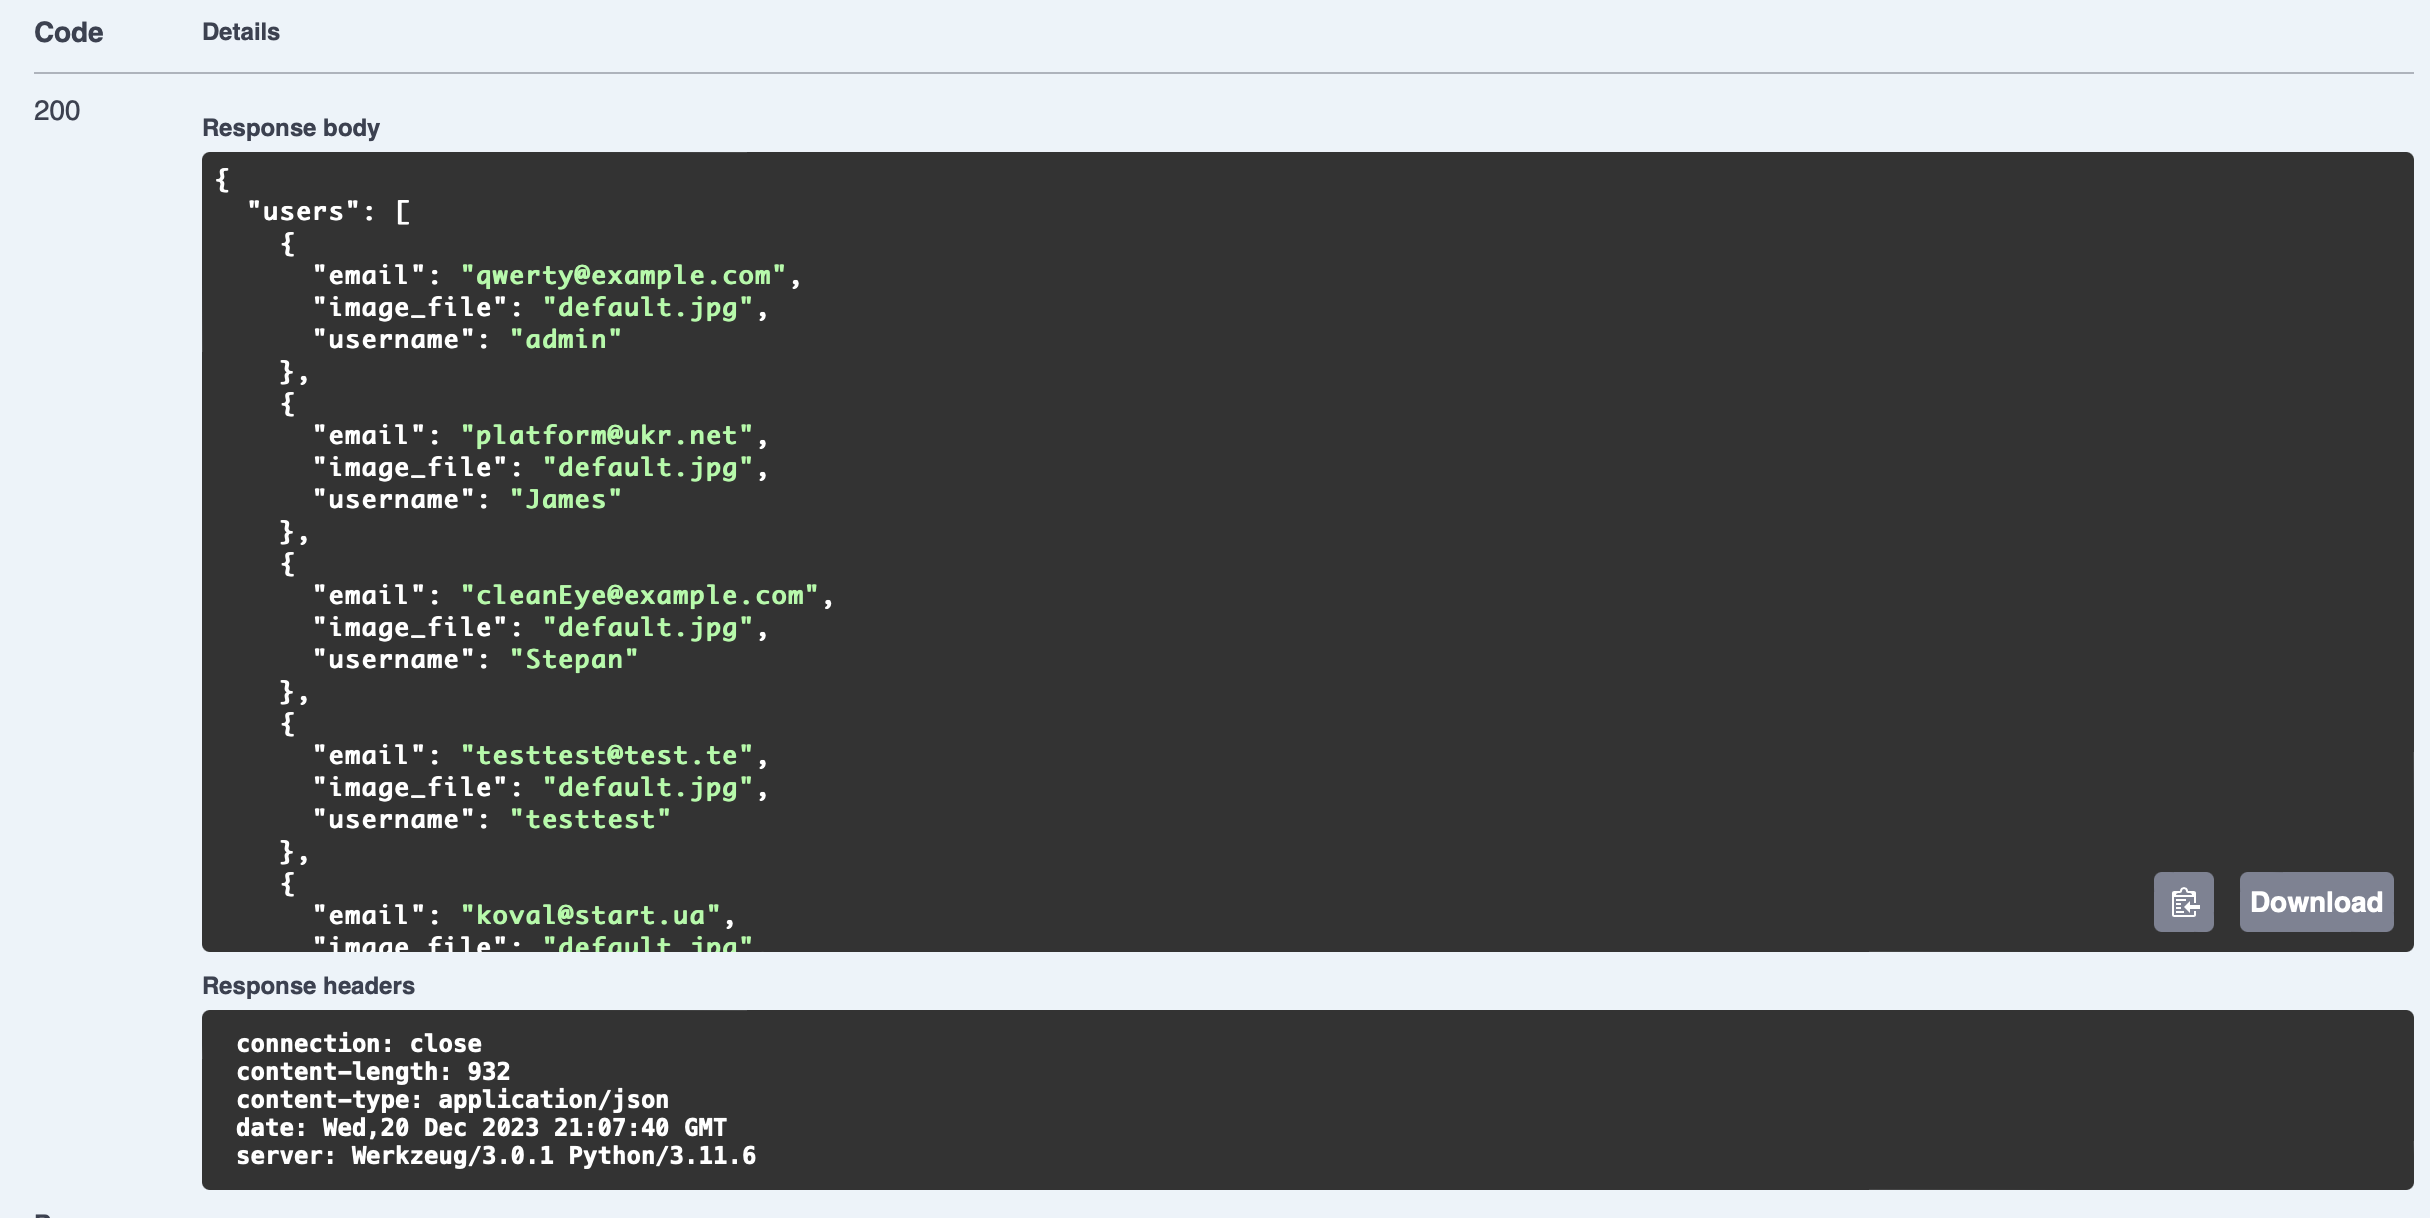 Code Details
200
Response body
{
  "users": [
    {
      "email": "qwerty@example.com",
      "image_file": "default.jpg",
      "username": "admin"
    },
    {
      "email": "platform@ukr.net",
      "image_file": "default.jpg",
      "username": "James"
    },
    {
      "email": "cleanEye@example.com",
      "image_file": "default.jpg",
      "username": "Stepan"
    },
    {
      "email": "testtest@test.te",
      "image_file": "default.jpg",
      "username": "testtest"
    },
    {
      "email": "koval@start.ua",
      "image_file": "default.jpg"
Download
Response headers
connection: close
content-length: 932
content-type: application/json
date: Wed,20 Dec 2023 21:07:40 GMT
server: Werkzeug/3.0.1 Python/3.11.6